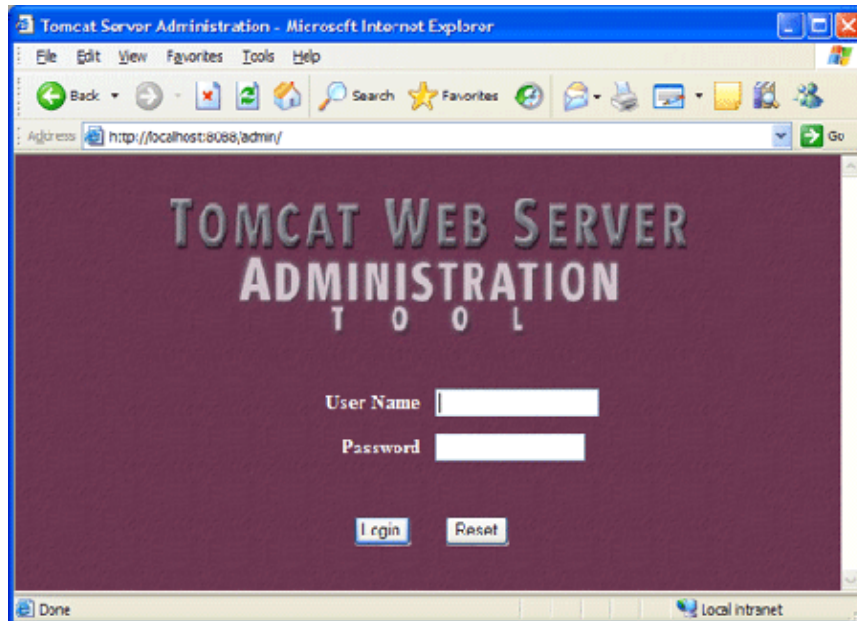 Tomcat Server Administration - Microsoft Internet Explorer
File Edit View Favorites Tools Help
Back Search Favorites
Address http://localhost:8088/admin/ Go
TOMCAT WEB SERVER
ADMINISTRATION
TOOL
User Name
Password
Login Reset
Done Local intranet